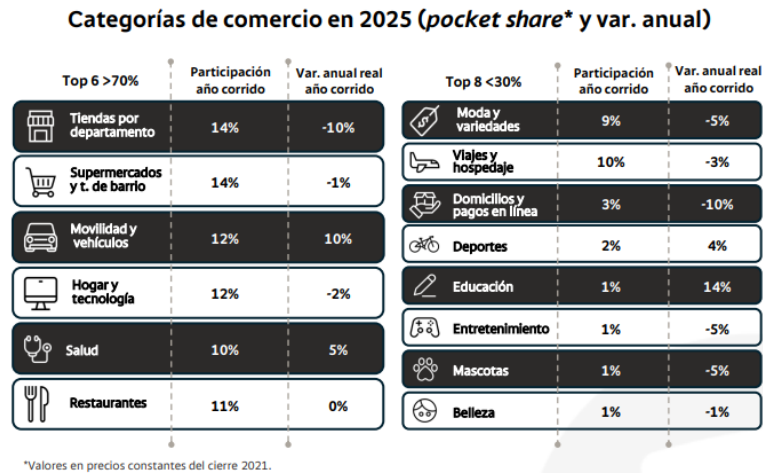 Categorías de comercio en 2025 (pocket share* y var. anual)
Top 6 >70%
Participación
año corrido
Var. anual real
año corrido
Tiendas por
departamento
14%
-10%
Supermercados
y t. de barrio
14%
-1%
Movilidad y
vehículos
12%
10%
Hogar y
tecnología
12%
-2%
Salud
10%
5%
Restaurantes
11%
0%
Top 8 <30%
Participación
año corrido
Var. anual real
año corrido
Moda y
variedades
9%
-5%
Viajes y
hospedaje
10%
-3%
Domicilios y
pagos en línea
3%
-10%
Deportes
2%
4%
Educación
1%
14%
Entretenimiento
1%
-5%
Mascotas
1%
-5%
Belleza
1%
-1%
*Valores en precios constantes del cierre 2021.